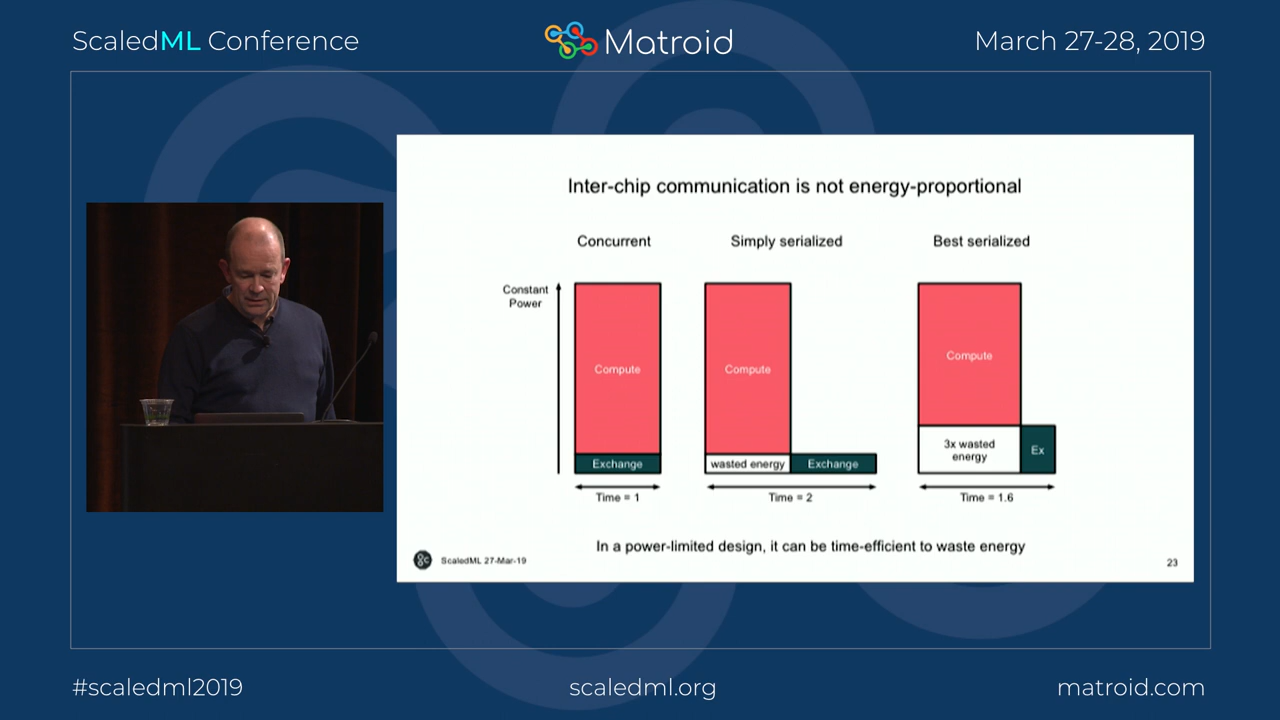 ScaledML Conference
Matroid
March 27-28, 2019
Inter-chip communication is not energy-proportional
Concurrent
Simply serialized
Best serialized
Constant
Power
Compute
Exchange
Time = 1
Compute
wasted energy
Exchange
Time = 2
Compute
3x wasted
energy
Ex
Time = 1.6
In a power-limited design, it can be time-efficient to waste energy
ScaledML 27-Mar-19
23
#scaledml2019
scaledml.org
matroid.com